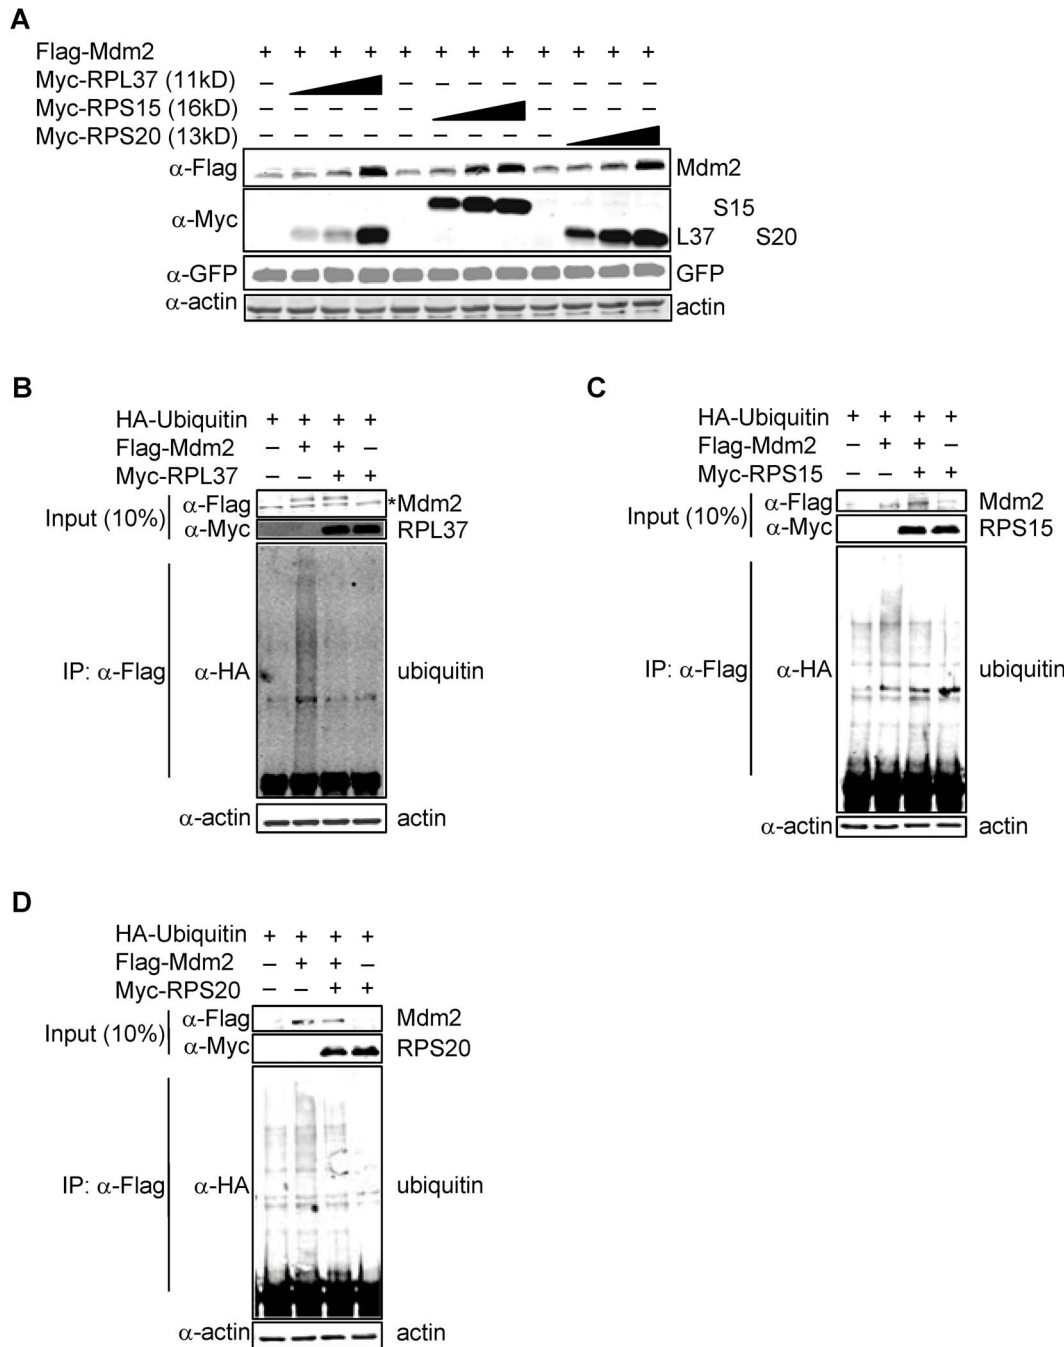 A
Flag-Mdm2 + + + + + + + + + + + +
Myc-RPL37 (11kD) – – – – – – – – –
Myc-RPS15 (16kD) – – – – – – – – –
Myc-RPS20 (13kD) – – – – – – – – –
α-Flag Mdm2
α-Myc S15
L37 S20
α-GFP GFP
α-actin actin
B
HA-Ubiquitin + + + +
Flag-Mdm2 – + + –
Myc-RPL37 – – + +
Input (10%) α-Flag *Mdm2
α-Myc RPL37
IP: α-Flag α-HA ubiquitin
α-actin actin
C
HA-Ubiquitin + + + +
Flag-Mdm2 – + + –
Myc-RPS15 – – + +
Input (10%) α-Flag Mdm2
α-Myc RPS15
IP: α-Flag α-HA ubiquitin
α-actin actin
D
HA-Ubiquitin + + + +
Flag-Mdm2 – + + –
Myc-RPS20 – – + +
Input (10%) α-Flag Mdm2
α-Myc RPS20
IP: α-Flag α-HA ubiquitin
α-actin actin